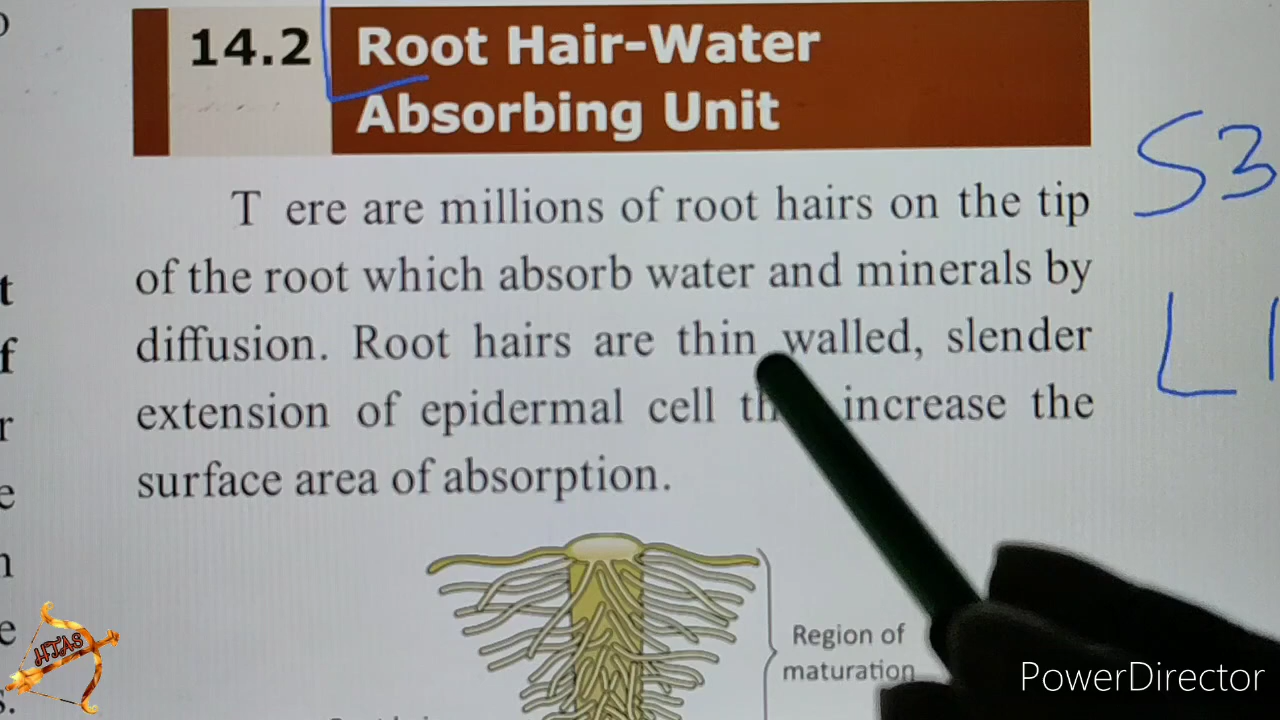 14.2 Root Hair-Water
Absorbing Unit
S3
T ere are millions of root hairs on the tip
of the root which absorb water and minerals by
diffusion. Root hairs are thin walled, slender
L1
extension of epidermal cell increase the
surface area of absorption.
t
f
r
e
n
e
s.
Region of
maturation
HTAS
PowerDirector